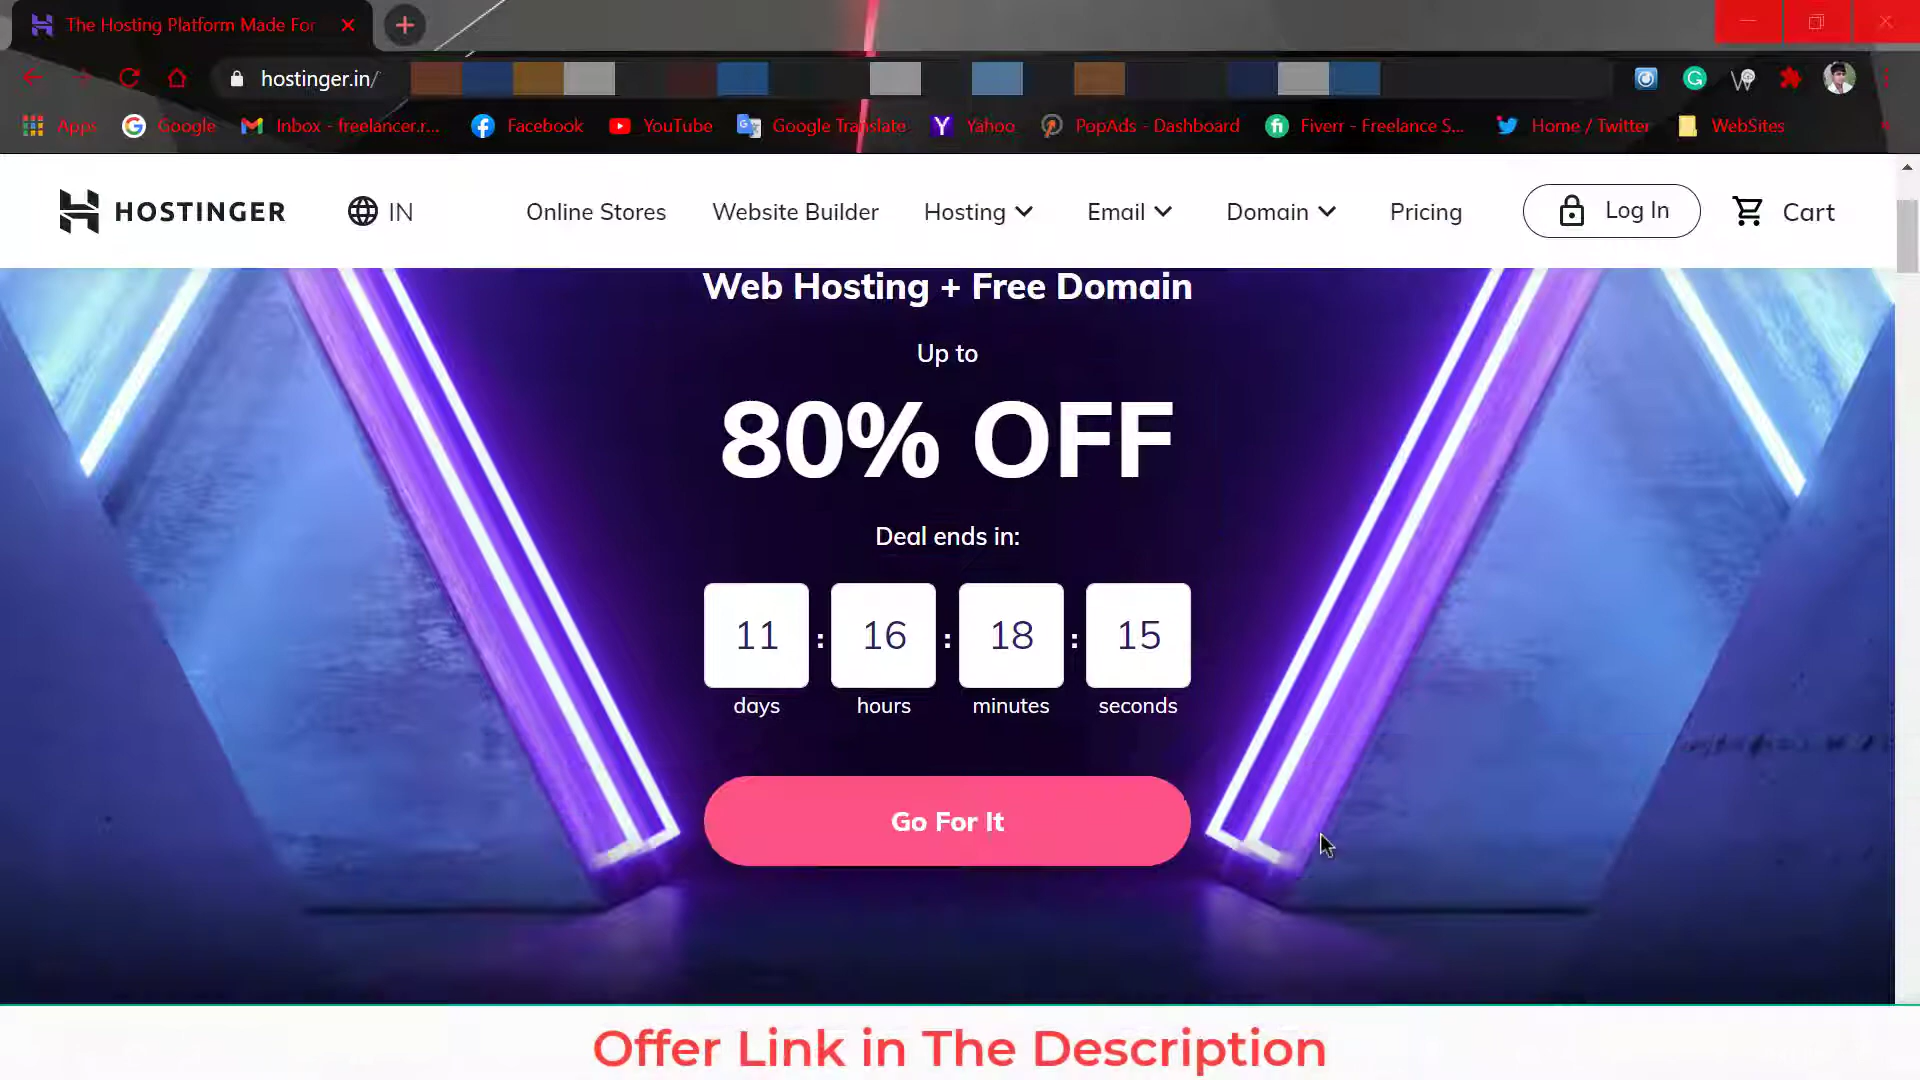 The Hosting Platform Made For
hostinger.in/
Apps Google Inbox - freelancer.r... Facebook YouTube Google Translate Yahoo PopAds - Dashboard Fiverr - Freelance S... Home / Twitter WebSites
HOSTINGER IN Online Stores Website Builder Hosting Email Domain Pricing Log In Cart
Web Hosting + Free Domain
Up to
80% OFF
Deal ends in:
11 : 16 : 18 : 15
days hours minutes seconds
Go For It
Offer Link in The Description